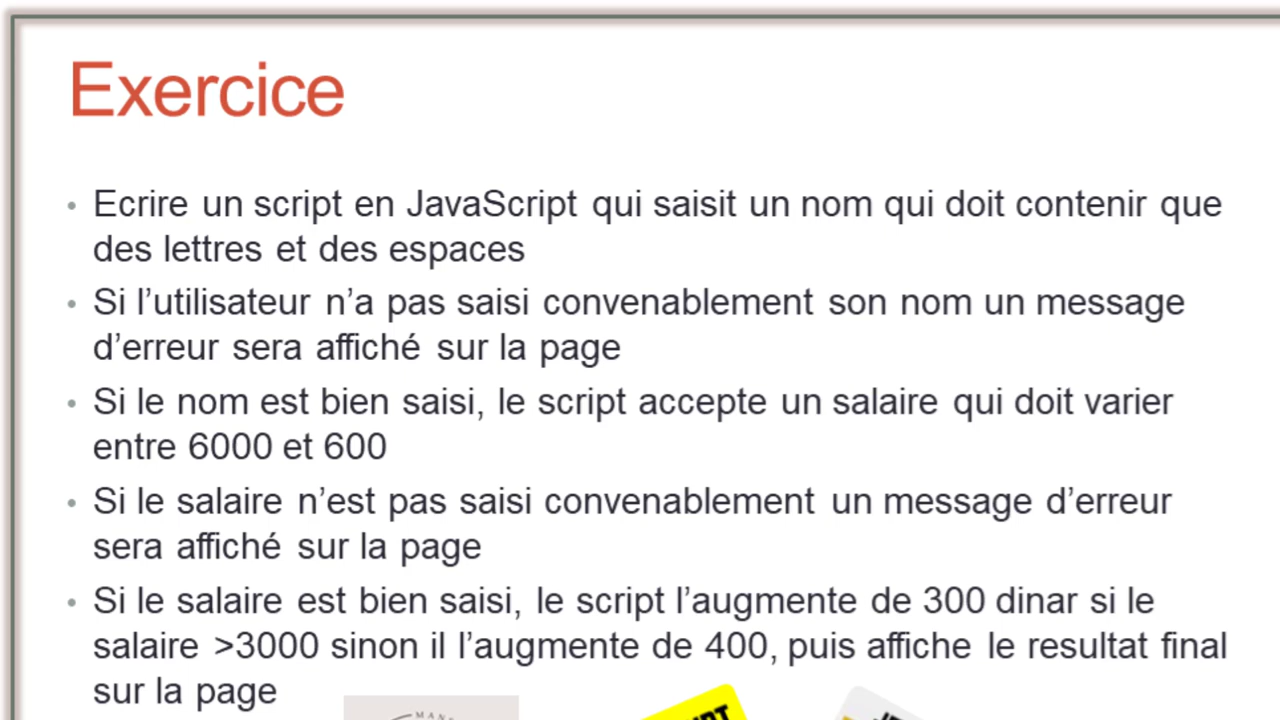 Exercice
• Ecrire un script en JavaScript qui saisit un nom qui doit contenir que
des lettres et des espaces
• Si l’utilisateur n’a pas saisi convenablement son nom un message
d’erreur sera affiché sur la page
• Si le nom est bien saisi, le script accepte un salaire qui doit varier
entre 6000 et 600
• Si le salaire n’est pas saisi convenablement un message d’erreur
sera affiché sur la page
• Si le salaire est bien saisi, le script l’augmente de 300 dinar si le
salaire >3000 sinon il l’augmente de 400, puis affiche le resultat final
sur la page